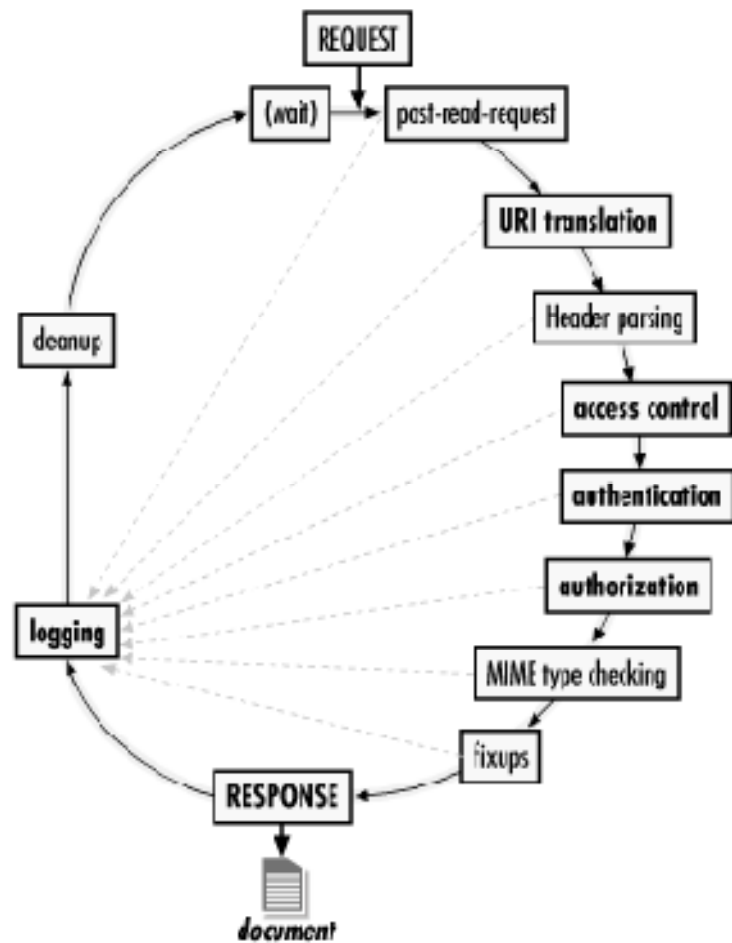 REQUEST
(wait)
post-read-request
URI translation
Header parsing
cleanup
access control
authentication
authorization
logging
MIME type checking
fixups
RESPONSE
document